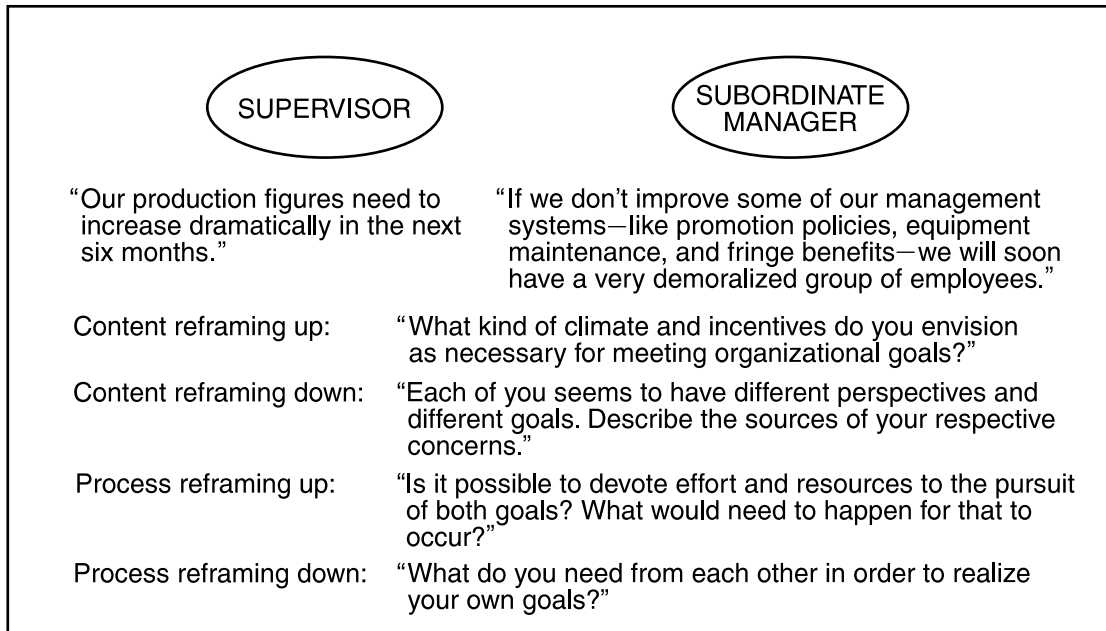 SUPERVISOR
SUBORDINATE
MANAGER
“Our production figures need to
increase dramatically in the next
six months.”
“If we don’t improve some of our management
systems—like promotion policies, equipment
maintenance, and fringe benefits—we will soon
have a very demoralized group of employees.”
Content reframing up: “What kind of climate and incentives do you envision
as necessary for meeting organizational goals?”
Content reframing down: “Each of you seems to have different perspectives and
different goals. Describe the sources of your respective
concerns.”
Process reframing up: “Is it possible to devote effort and resources to the pursuit
of both goals? What would need to happen for that to
occur?”
Process reframing down: “What do you need from each other in order to realize
your own goals?”